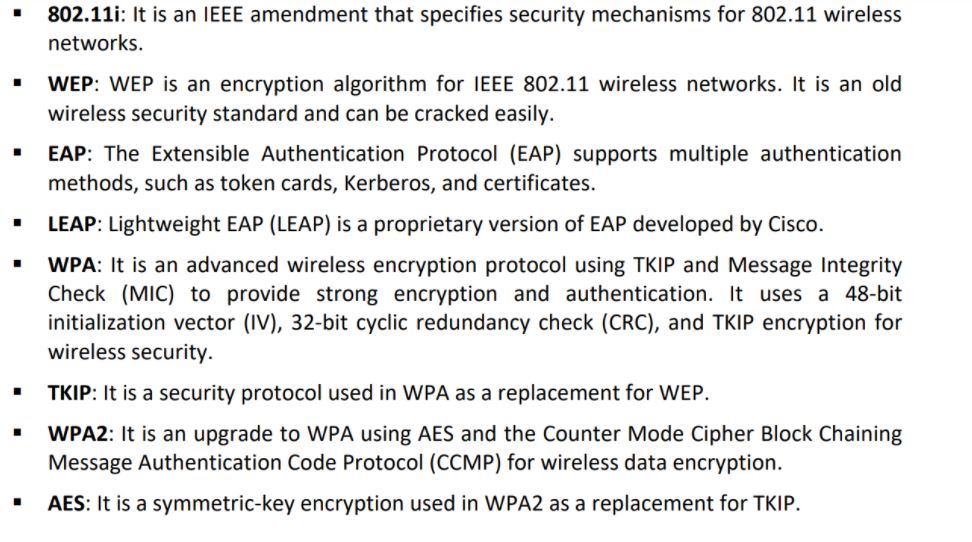 ▪ 802.11i: It is an IEEE amendment that specifies security mechanisms for 802.11 wireless
networks.
▪ WEP: WEP is an encryption algorithm for IEEE 802.11 wireless networks. It is an old
wireless security standard and can be cracked easily.
▪ EAP: The Extensible Authentication Protocol (EAP) supports multiple authentication
methods, such as token cards, Kerberos, and certificates.
▪ LEAP: Lightweight EAP (LEAP) is a proprietary version of EAP developed by Cisco.
▪ WPA: It is an advanced wireless encryption protocol using TKIP and Message Integrity
Check (MIC) to provide strong encryption and authentication. It uses a 48-bit
initialization vector (IV), 32-bit cyclic redundancy check (CRC), and TKIP encryption for
wireless security.
▪ TKIP: It is a security protocol used in WPA as a replacement for WEP.
▪ WPA2: It is an upgrade to WPA using AES and the Counter Mode Cipher Block Chaining
Message Authentication Code Protocol (CCMP) for wireless data encryption.
▪ AES: It is a symmetric-key encryption used in WPA2 as a replacement for TKIP.